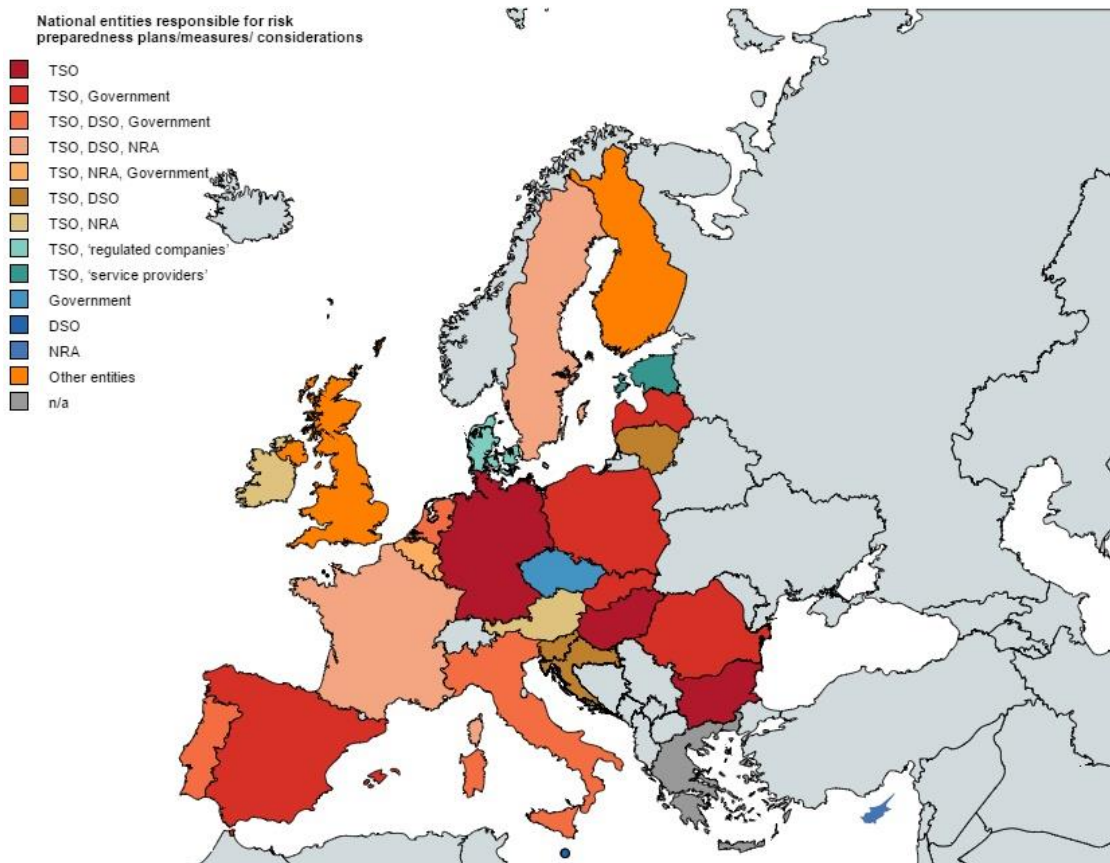 National entities responsible for risk
preparedness plans/measures/ considerations
TSO
TSO, Government
TSO, DSO, Government
TSO, DSO, NRA
TSO, NRA, Government
TSO, DSO
TSO, NRA
TSO, ‘regulated companies’
TSO, ‘service providers’
Government
DSO
NRA
Other entities
n/a